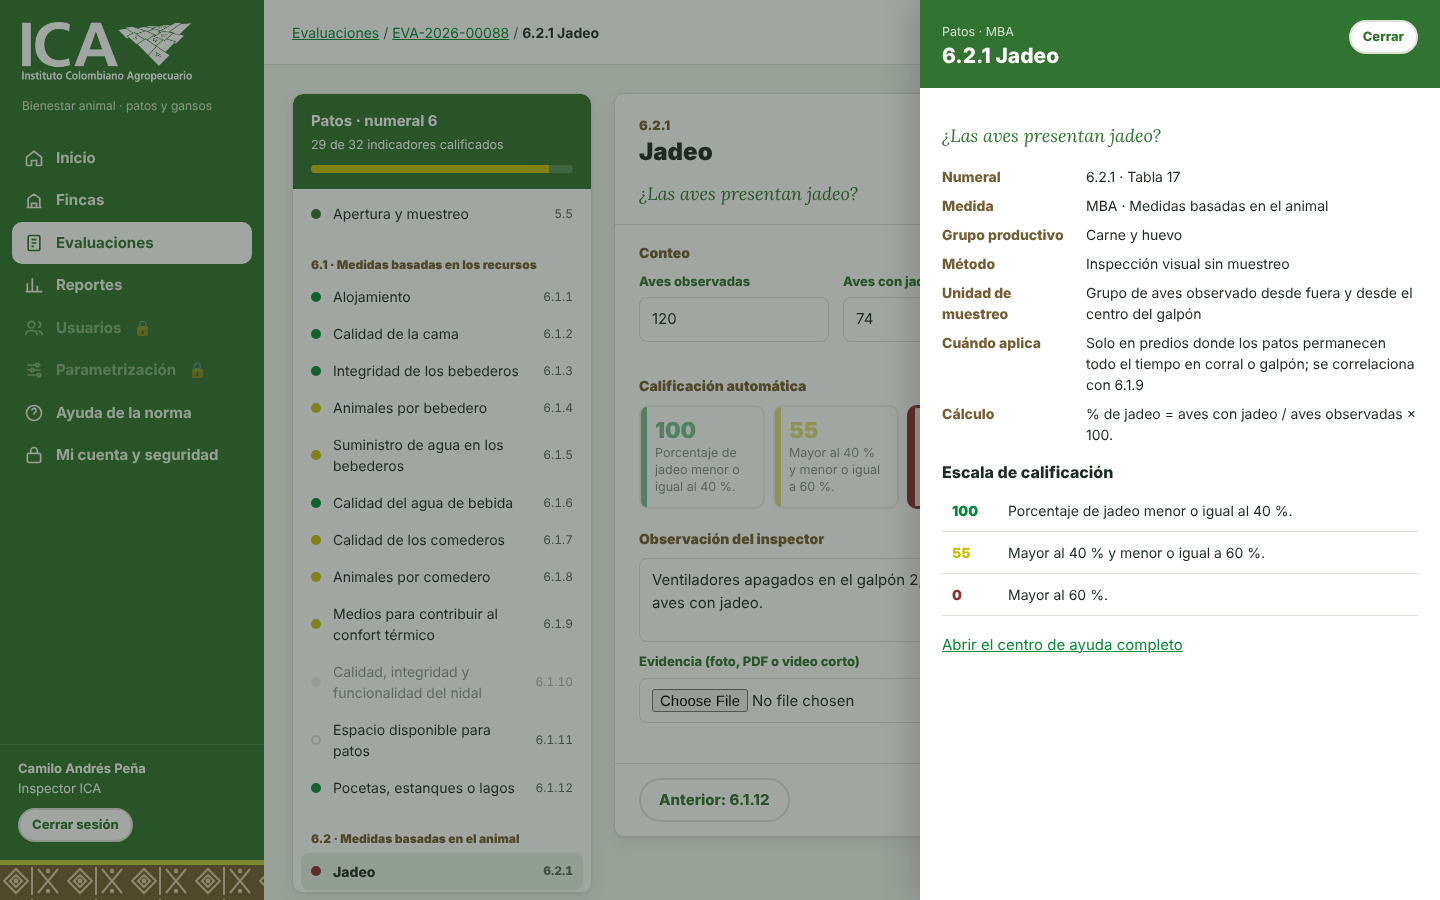 ICA
Instituto Colombiano Agropecuario
Bienestar animal · patos y gansos
Inicio
Fincas
Evaluaciones
Reportes
Usuarios
Parametrización
Ayuda de la norma
Mi cuenta y seguridad
Camilo Andrés Peña
Inspector ICA
Cerrar sesión
Evaluaciones / EVA-2026-00088 / 6.2.1 Jadeo
Patos · numeral 6
29 de 32 indicadores calificados
Apertura y muestreo 5.5
6.1 · Medidas basadas en los recursos
Alojamiento 6.1.1
Calidad de la cama 6.1.2
Integridad de los bebederos 6.1.3
Animales por bebedero 6.1.4
Suministro de agua en los
bebederos 6.1.5
Calidad del agua de bebida 6.1.6
Calidad de los comederos 6.1.7
Animales por comedero 6.1.8
Medios para contribuir al
confort térmico 6.1.9
Calidad, integridad y
funcionalidad del nidal 6.1.10
Espacio disponible para
patos 6.1.11
Pocetas, estanques o lagos 6.1.12
6.2 · Medidas basadas en el animal
Jadeo 6.2.1
6.2.1
Jadeo
¿Las aves presentan jadeo?
Conteo
Aves observadas
120
Aves con jad
74
Calificación automática
100
Porcentaje de
jadeo menor o
igual al 40 %.
55
Mayor al 40 %
y menor o igual
a 60 %.
Observación del inspector
Ventiladores apagados en el galpón 2,
aves con jadeo.
Evidencia (foto, PDF o video corto)
Choose File No file chosen
Anterior: 6.1.12
Patos · MBA
6.2.1 Jadeo
Cerrar
¿Las aves presentan jadeo?
Numeral 6.2.1 · Tabla 17
Medida MBA · Medidas basadas en el animal
Grupo productivo Carne y huevo
Método Inspección visual sin muestreo
Unidad de Grupo de aves observado desde fuera y desde el
muestreo centro del galpón
Cuándo aplica Solo en predios donde los patos permanecen
todo el tiempo en corral o galpón; se correlaciona
con 6.1.9
Cálculo % de jadeo = aves con jadeo / aves observadas ×
100.
Escala de calificación
100 Porcentaje de jadeo menor o igual al 40 %.
55 Mayor al 40 % y menor o igual a 60 %.
0 Mayor al 60 %.
Abrir el centro de ayuda completo